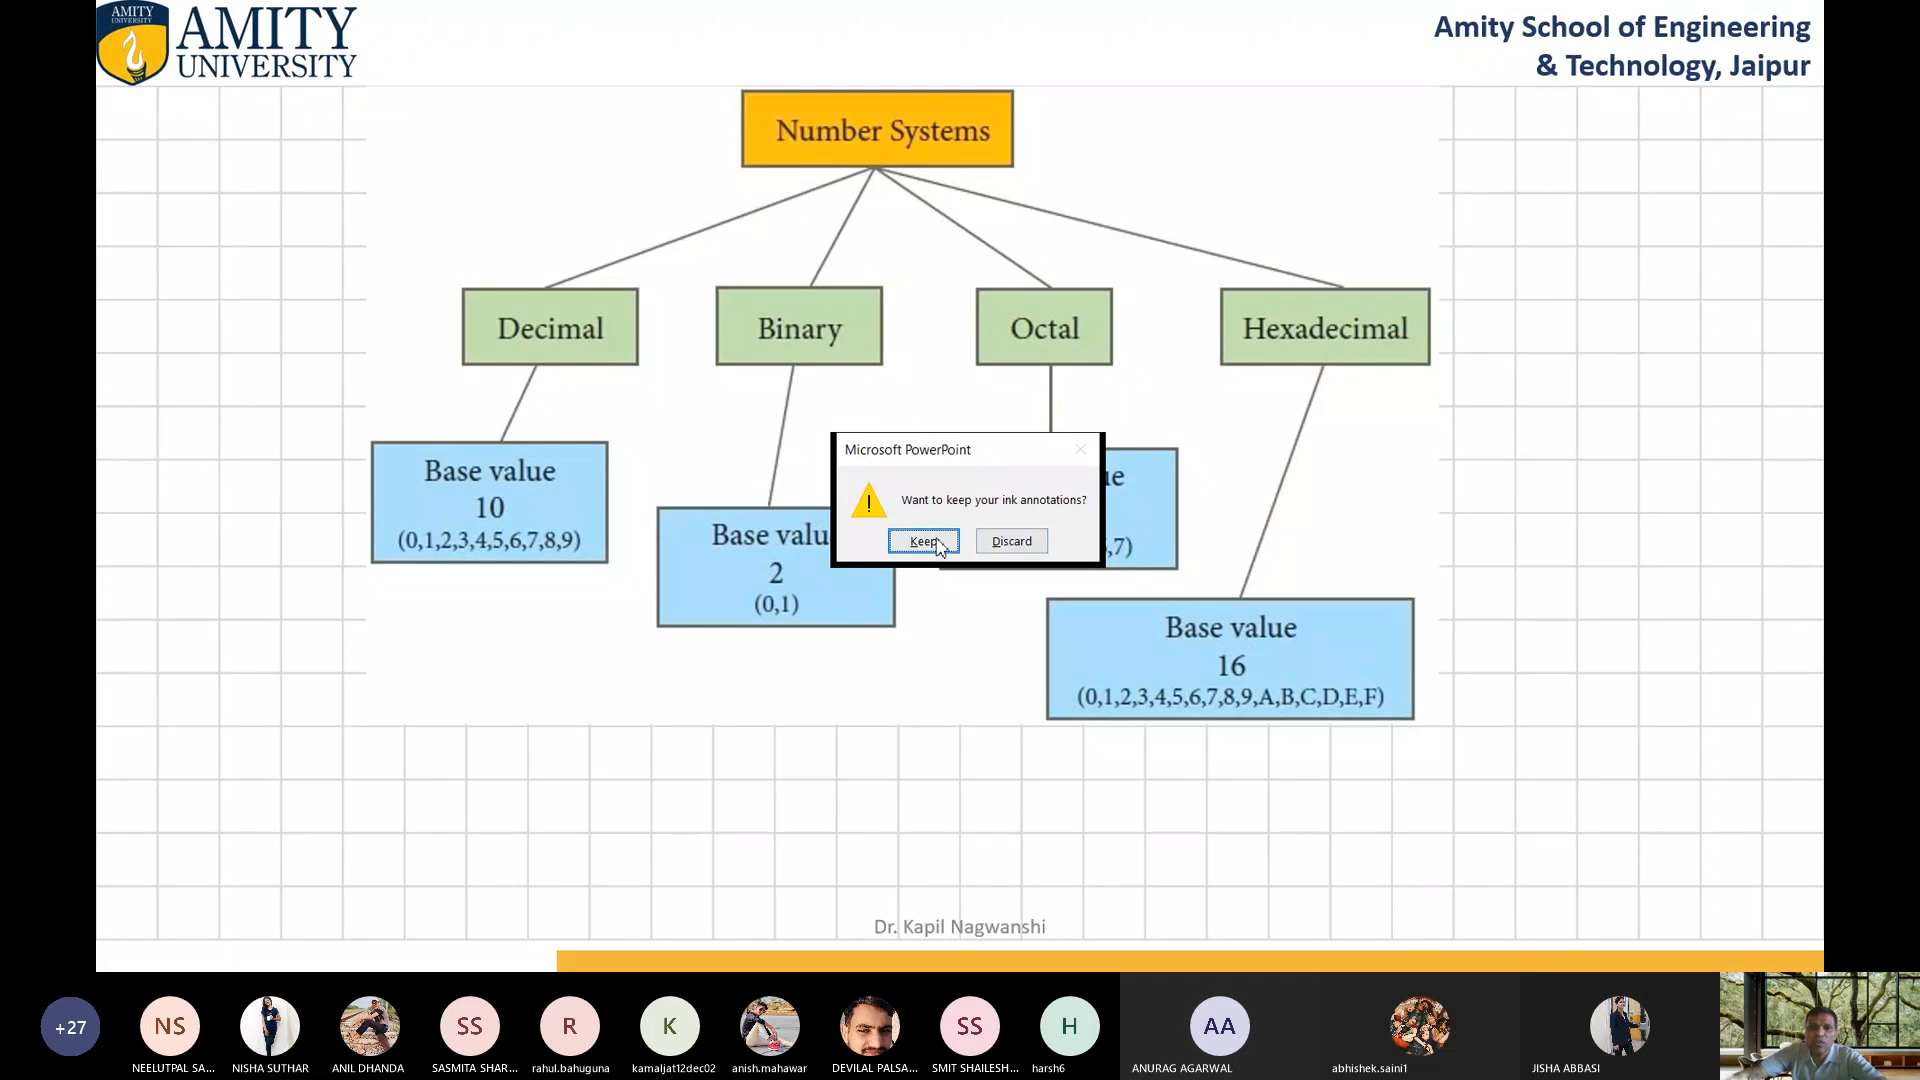 AMITY
UNIVERSITY
AMITY
UNIVERSITY
Amity School of Engineering
& Technology, Jaipur
Number Systems
Decimal
Binary
Octal
Hexadecimal
Base value
10
(0,1,2,3,4,5,6,7,8,9)
Base valu
2
(0,1)
ue
,7)
Microsoft PowerPoint
Want to keep your ink annotations?
Keep
Discard
Base value
16
(0,1,2,3,4,5,6,7,8,9,A,B,C,D,E,F)
Dr. Kapil Nagwanshi
+27
NS
SS
R
K
SS
H
AA
NEELUTPAL SA...
NISHA SUTHAR
ANIL DHANDA
SASMITA SHAR...
rahul.bahuguna
kamaljat12dec02
anish.mahawar
DEVILAL PALSA...
SMIT SHAILESH...
harsh6
ANURAG AGARWAL
abhishek.saini1
JISHA ABBASI